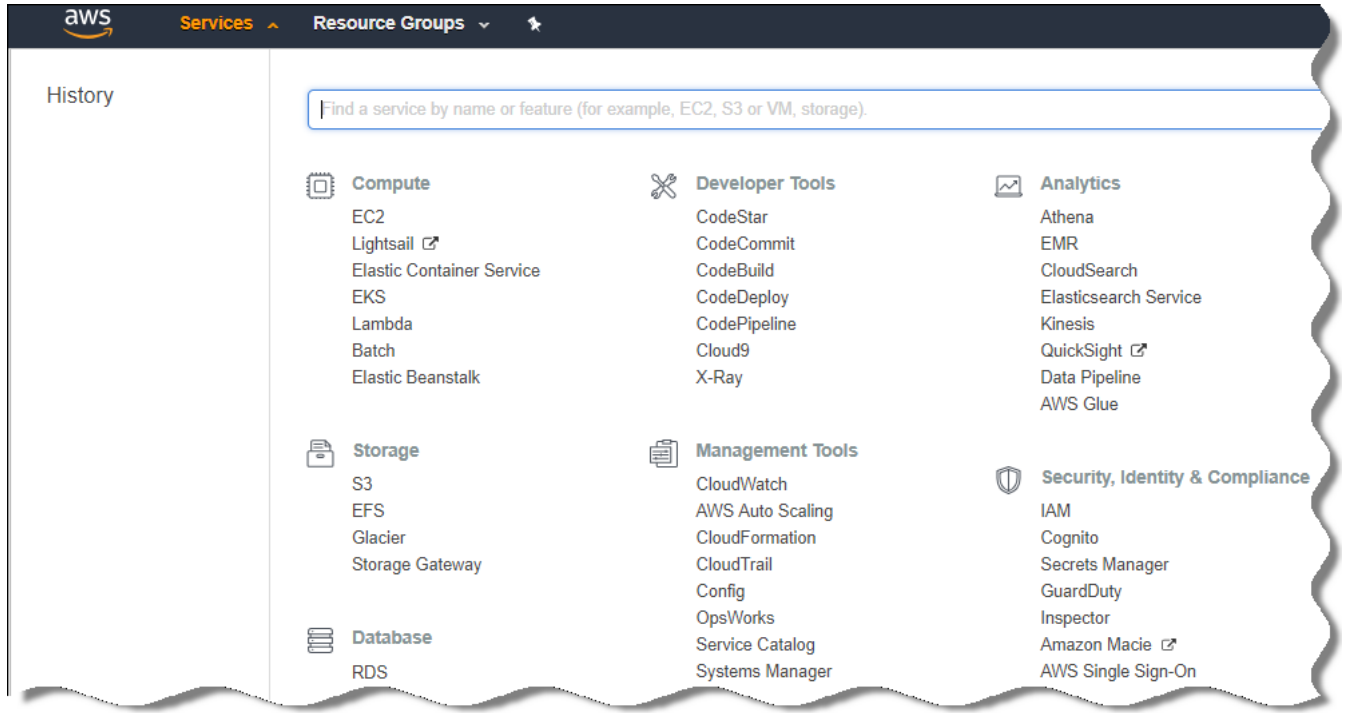 aws Services Resource Groups
History
Find a service by name or feature (for example, EC2, S3 or VM, storage).
Compute
EC2
Lightsail
Elastic Container Service
EKS
Lambda
Batch
Elastic Beanstalk
Storage
S3
EFS
Glacier
Storage Gateway
Database
RDS
Developer Tools
CodeStar
CodeCommit
CodeBuild
CodeDeploy
CodePipeline
Cloud9
X-Ray
Management Tools
CloudWatch
AWS Auto Scaling
CloudFormation
CloudTrail
Config
OpsWorks
Service Catalog
Systems Manager
Analytics
Athena
EMR
CloudSearch
Elasticsearch Service
Kinesis
QuickSight
Data Pipeline
AWS Glue
Security, Identity & Compliance
IAM
Cognito
Secrets Manager
GuardDuty
Inspector
Amazon Macie
AWS Single Sign-On